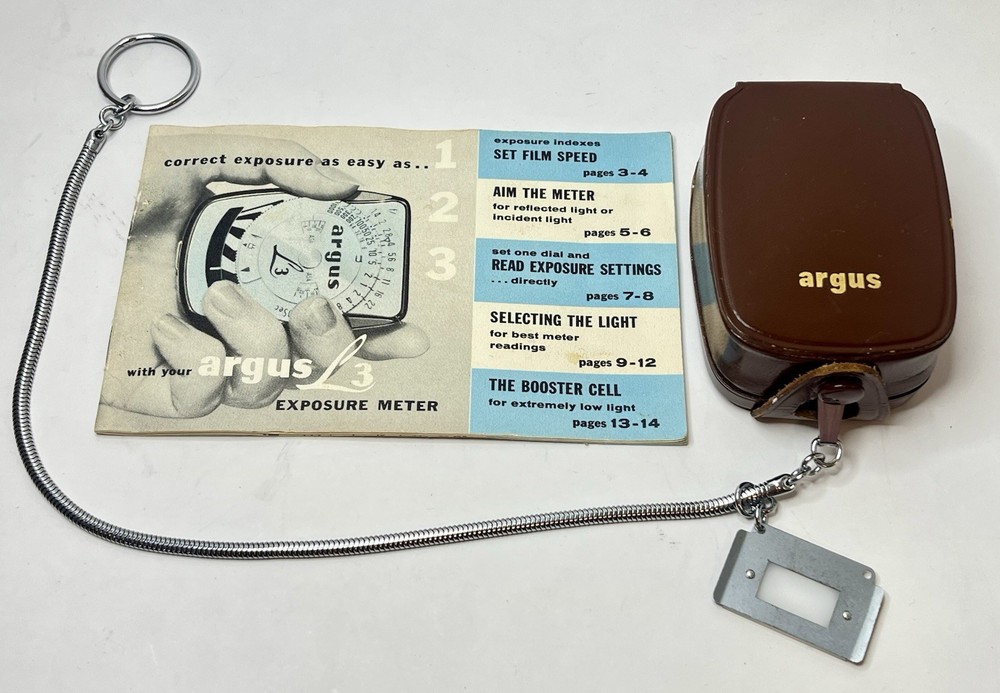 correct exposure as easy as..
1
2
3
argus
L3
with your argus L3
EXPOSURE METER
exposure indexes
SET FILM SPEED
pages 3-4
AIM THE METER
for reflected light or
incident light
pages 5-6
set one dial and
READ EXPOSURE SETTINGS
...directly
pages 7-8
SELECTING THE LIGHT
for best meter
readings
pages 9-12
THE BOOSTER CELL
for extremely low light
pages 13-14
argus